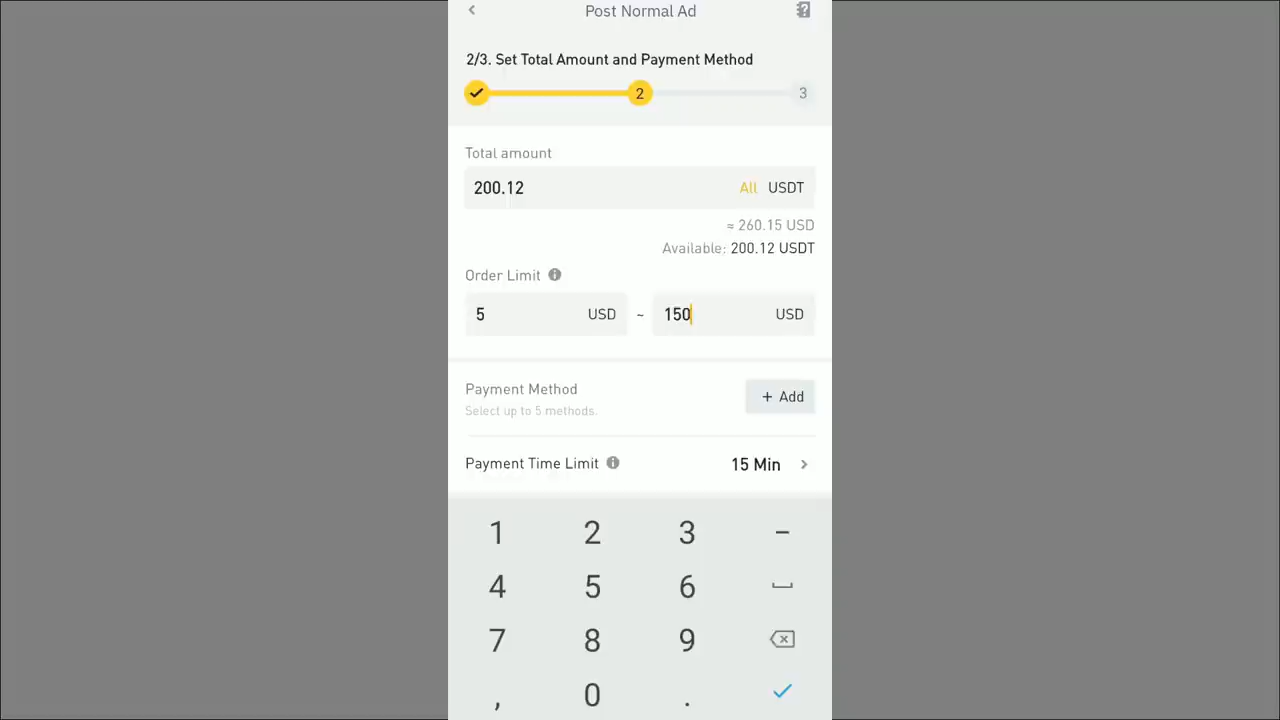 Post Normal Ad
2/3. Set Total Amount and Payment Method
2 3
Total amount
200.12 All USDT
≈ 260.15 USD
Available: 200.12 USDT
Order Limit
5 USD ~ 150 USD
Payment Method
+ Add
Select up to 5 methods.
Payment Time Limit 15 Min >
1 2 3 -
4 5 6
7 8 9
, 0 .